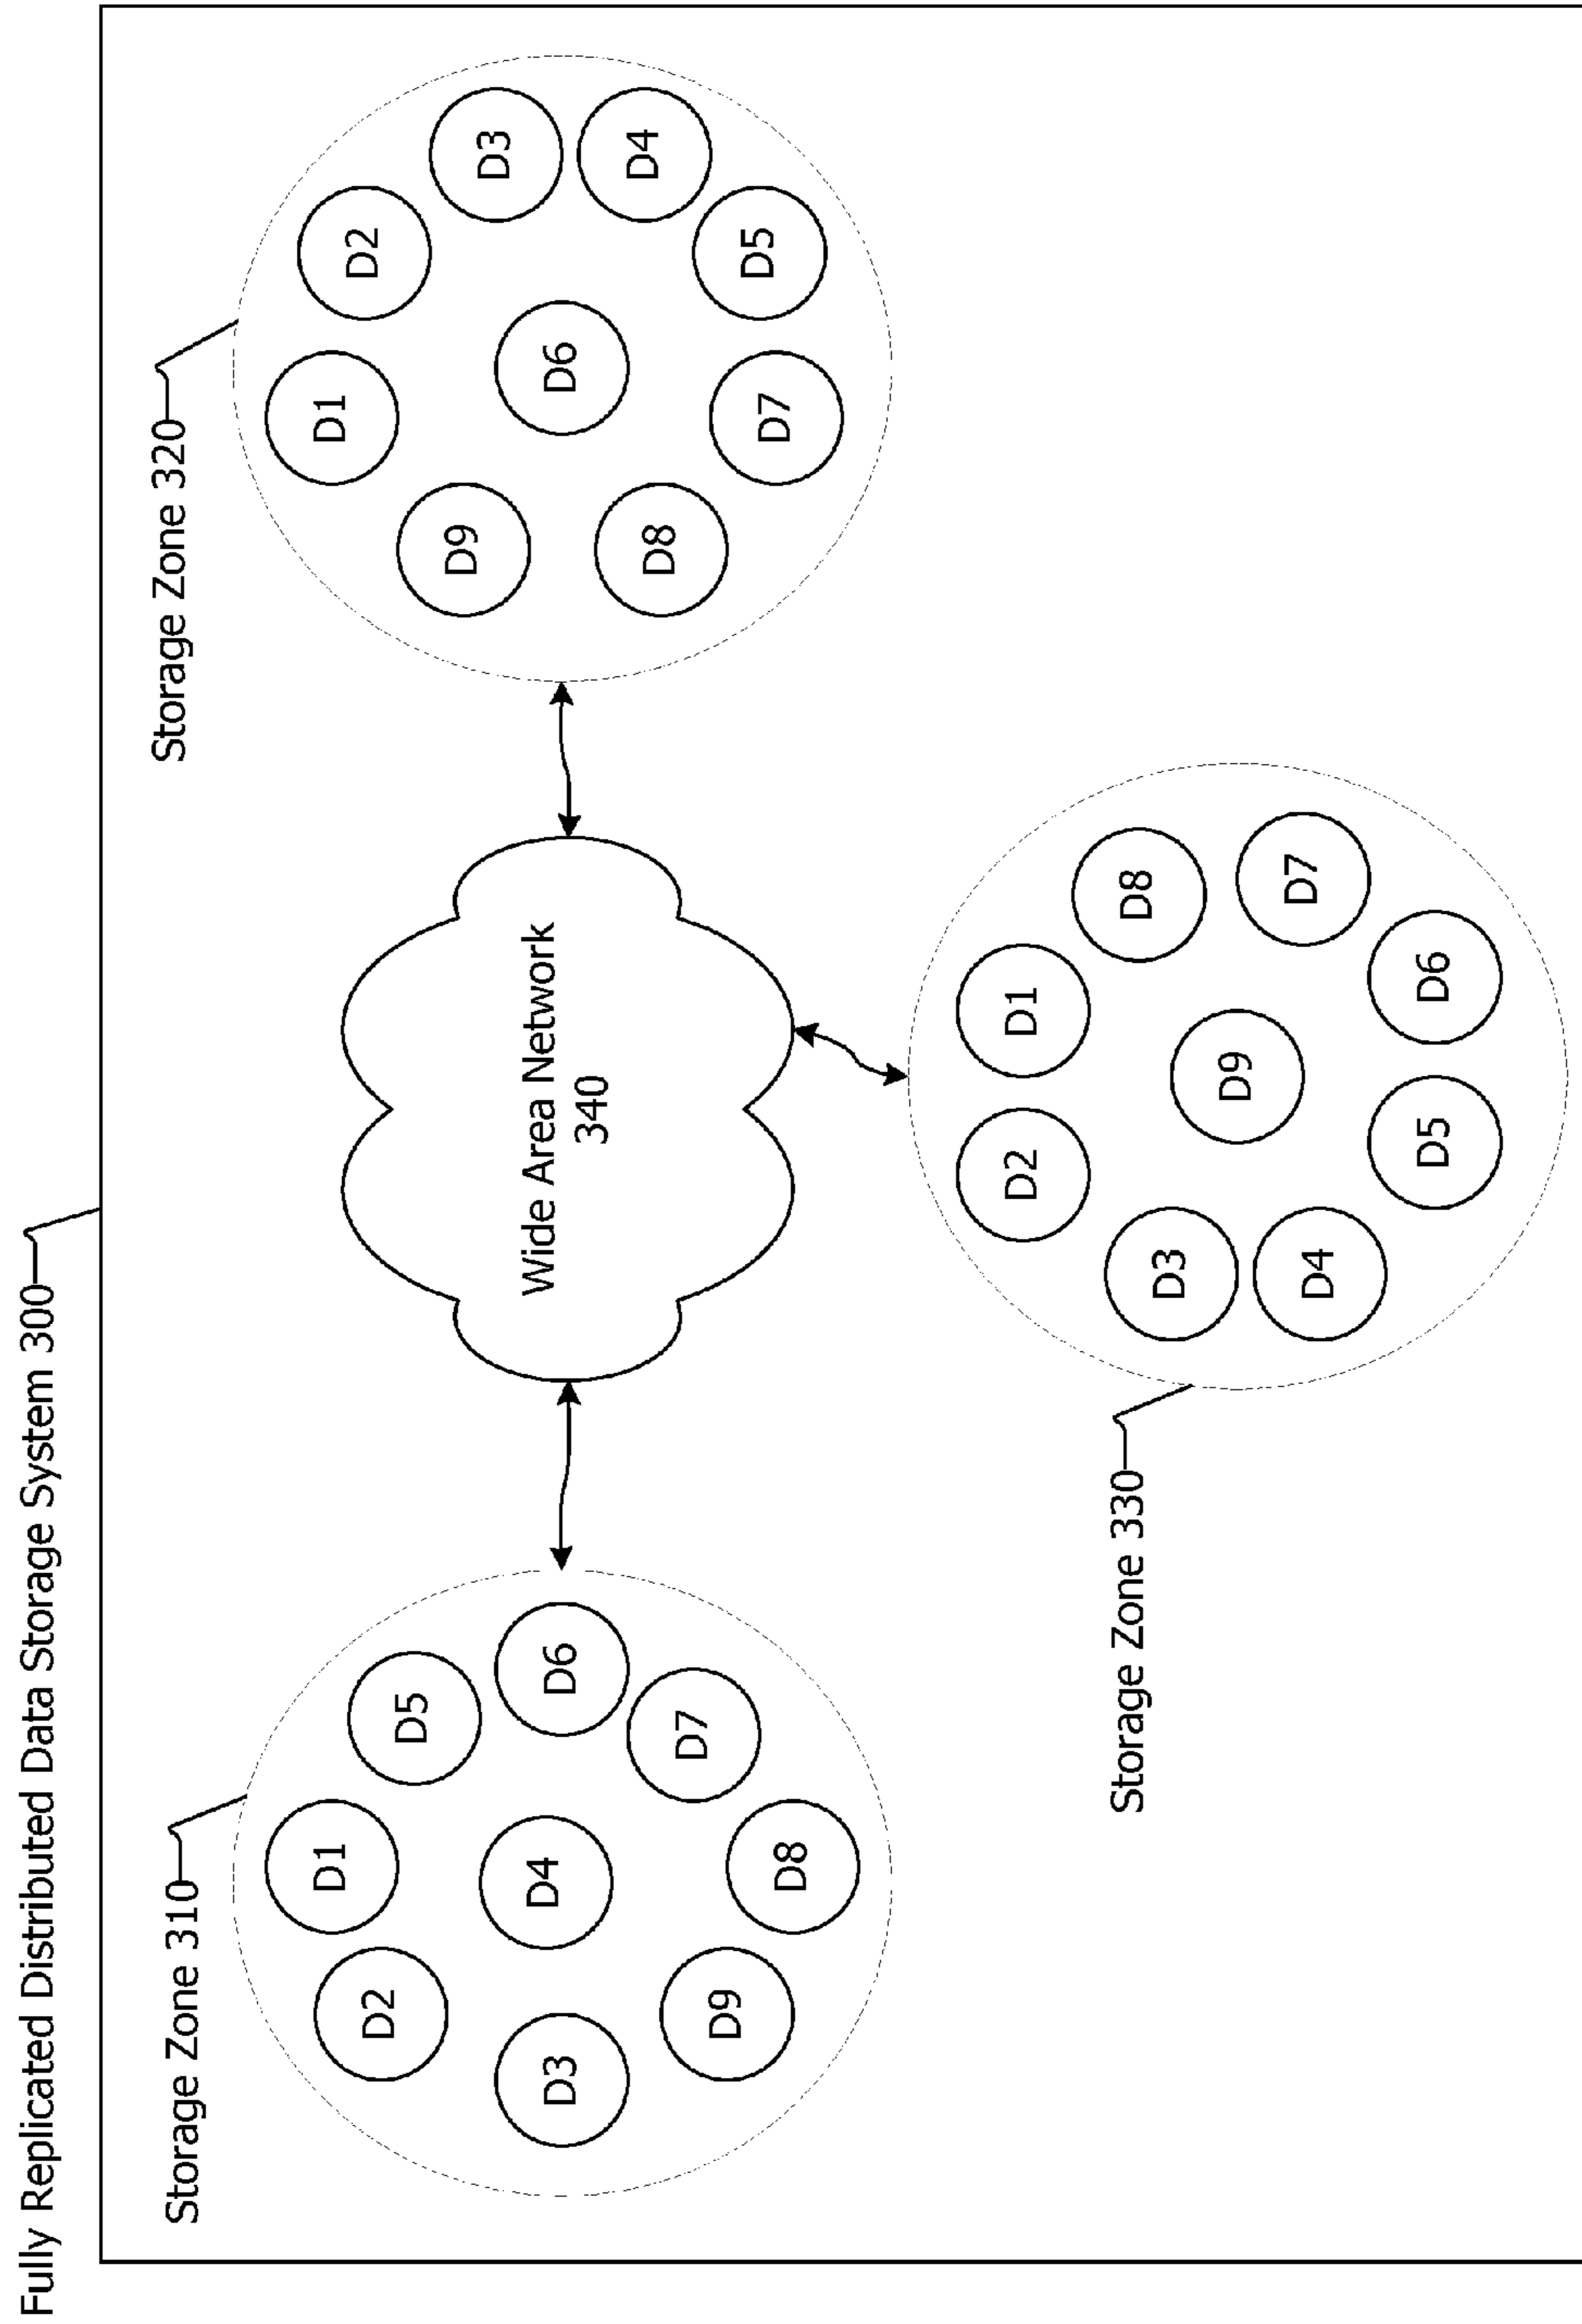 Fully Replicated Distributed Data Storage System 300
Storage Zone 310
D1
D2
D5
D3
D4
D6
D9
D7
D8
Wide Area Network
340
Storage Zone 320
D1
D2
D9
D3
D6
D8
D4
D7
D5
Storage Zone 330
D2
D1
D3
D8
D9
D4
D7
D5
D6